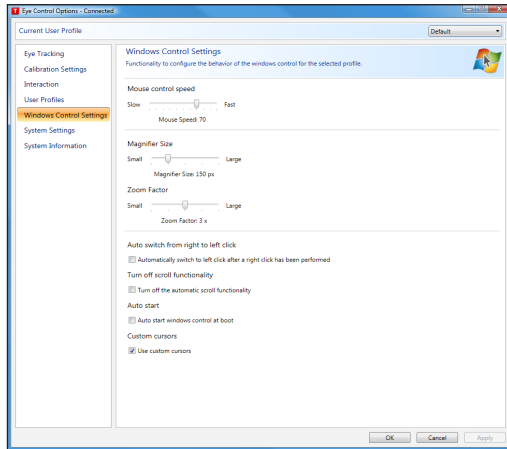 Eye Control Options - Connected
Current User Profile
Default
Eye Tracking
Calibration Settings
Interaction
User Profiles
Windows Control Settings
System Settings
System Information
Windows Control Settings
Functionality to configure the behavior of the windows control for the selected profile.
Mouse control speed
Slow Fast
Mouse Speed: 70
Magnifier Size
Small Large
Magnifier Size: 150 px
Zoom Factor
Small Large
Zoom Factor: 3 x
Auto switch from right to left click
Automatically switch to left click after a right click has been performed
Turn off scroll functionality
Turn off the automatic scroll functionality
Auto start
Auto start windows control at boot
Custom cursors
Use custom cursors
OK Cancel Apply